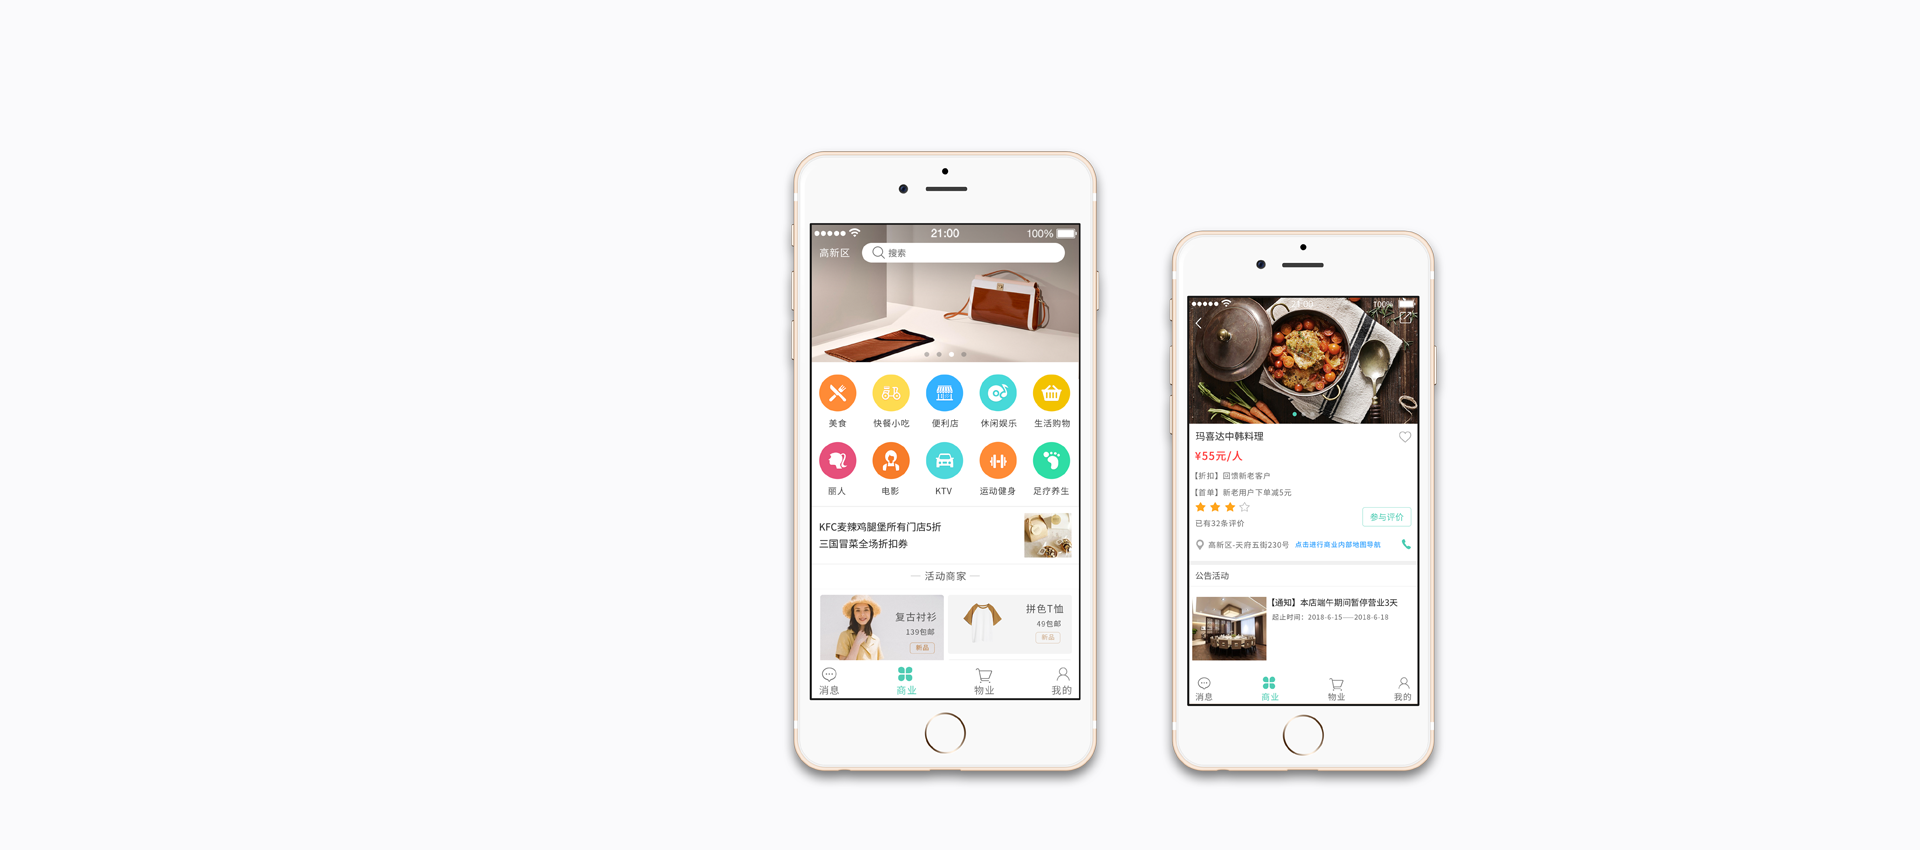 21:00
100%
高新区
搜索
美食
快餐小吃
便利店
休闲娱乐
生活购物
丽人
电影
KTV
运动健身
足疗养生
KFC麦辣鸡腿堡所有门店5折
三国冒菜全场折扣券
活动商家
复古衬衫
139包邮
新品
拼色T恤
49包邮
新品
消息
商业
物业
我的
21:00
100%
玛喜达中韩料理
¥55元/人
【折扣】回馈新老客户
【首单】新老用户下单减5元
已有32条评价
参与评价
高新区-天府五街230号
点击进行商业内部地图导航
公告活动
【通知】本店端午期间暂停营业3天
起止时间：2018-6-15——2018-6-18
消息
商业
物业
我的